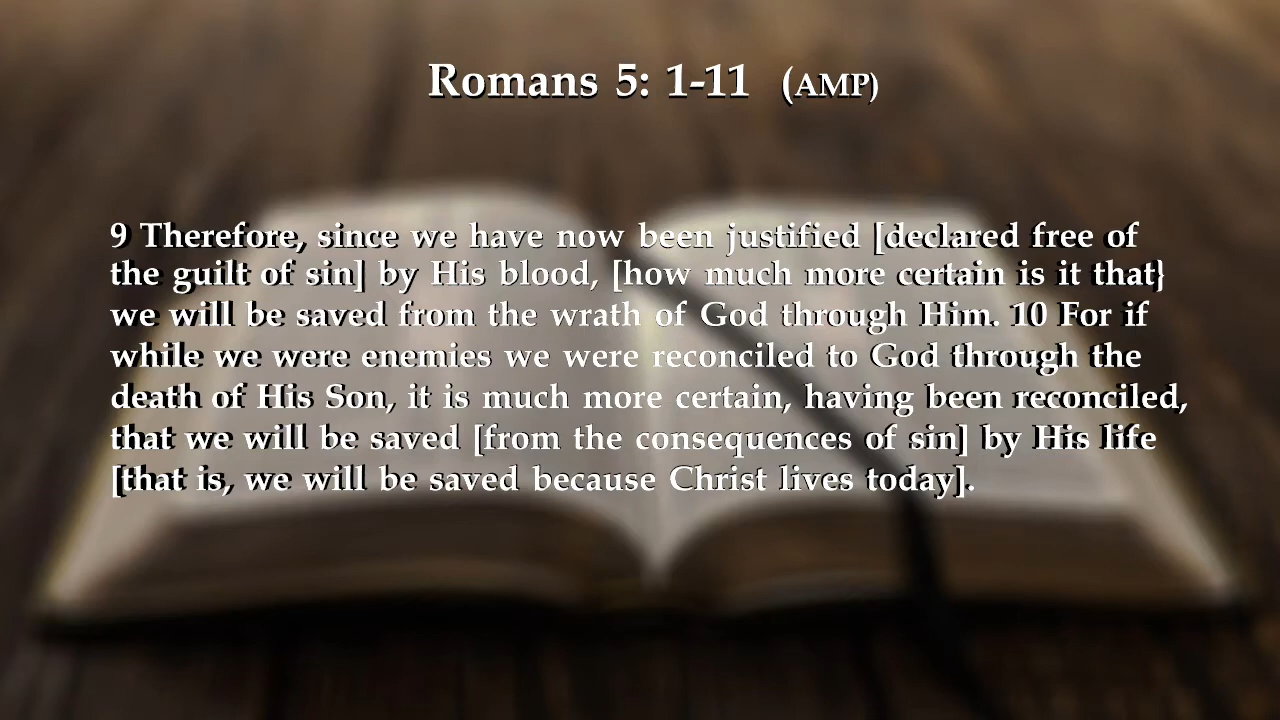 Romans 5: 1-11 (AMP)
9 Therefore, since we have now been justified [declared free of
the guilt of sin] by His blood, [how much more certain is it that}
we will be saved from the wrath of God through Him. 10 For if
while we were enemies we were reconciled to God through the
death of His Son, it is much more certain, having been reconciled,
that we will be saved [from the consequences of sin] by His life
[that is, we will be saved because Christ lives today].